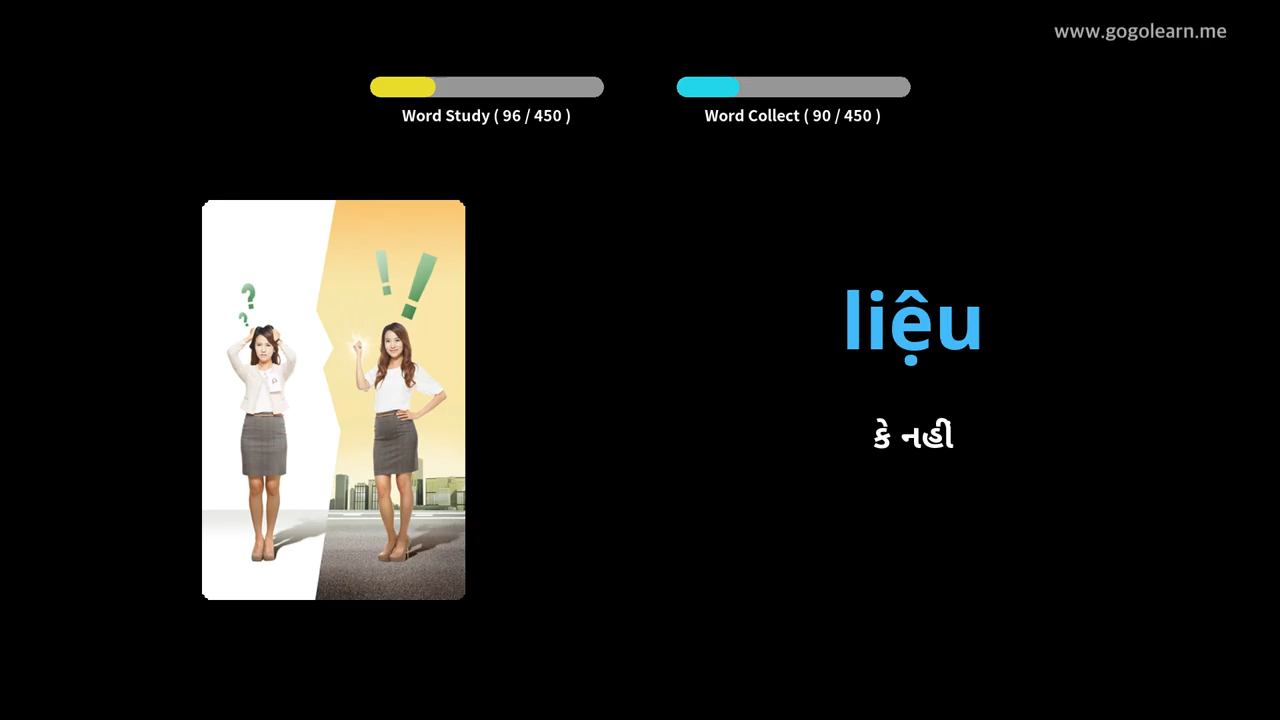 www.gogolearn.me
Word Study ( 96 / 450 )
Word Collect ( 90 / 450 )
? ?
! !
liệu
કે નહીં